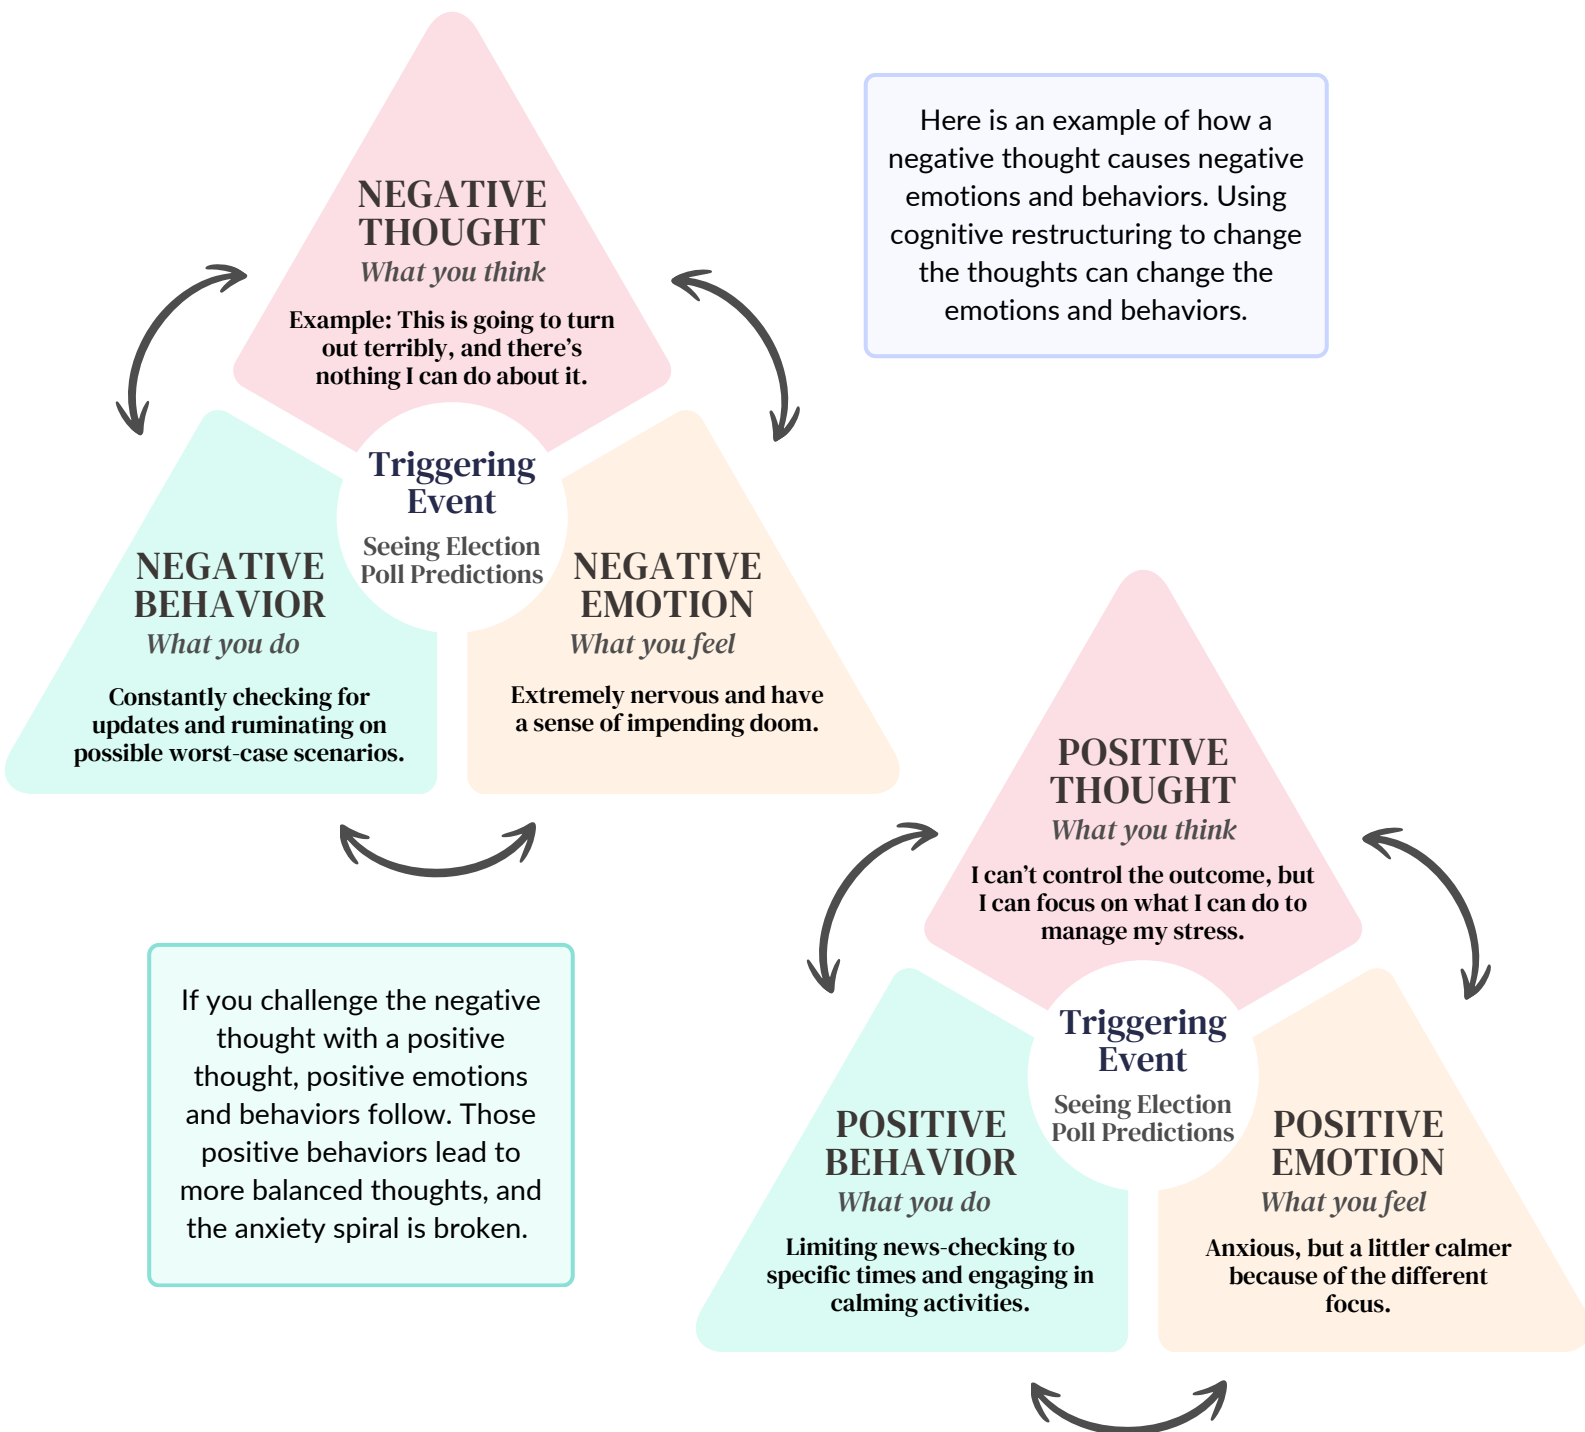 NEGATIVE
THOUGHT
What you think
Example: This is going to turn
out terribly, and there's
nothing I can do about it.
Here is an example of how a
negative thought causes negative
emotions and behaviors. Using
cognitive restructuring to change
the thoughts can change the
emotions and behaviors.
Triggering
Event
Seeing Election
Poll Predictions
NEGATIVE
BEHAVIOR
What you do
Constantly checking for
updates and ruminating on
possible worst-case scenarios.
NEGATIVE
EMOTION
What you feel
Extremely nervous and have
a sense of impending doom.
If you challenge the negative
thought with a positive
thought, positive emotions
and behaviors follow. Those
positive behaviors lead to
more balanced thoughts, and
the anxiety spiral is broken.
POSITIVE
THOUGHT
What you think
I can't control the outcome, but
I can focus on what I can do to
manage my stress.
Triggering
Event
Seeing Election
Poll Predictions
POSITIVE
BEHAVIOR
What you do
Limiting news-checking to
specific times and engaging in
calming activities.
POSITIVE
EMOTION
What you feel
Anxious, but a littler calmer
because of the different
focus.